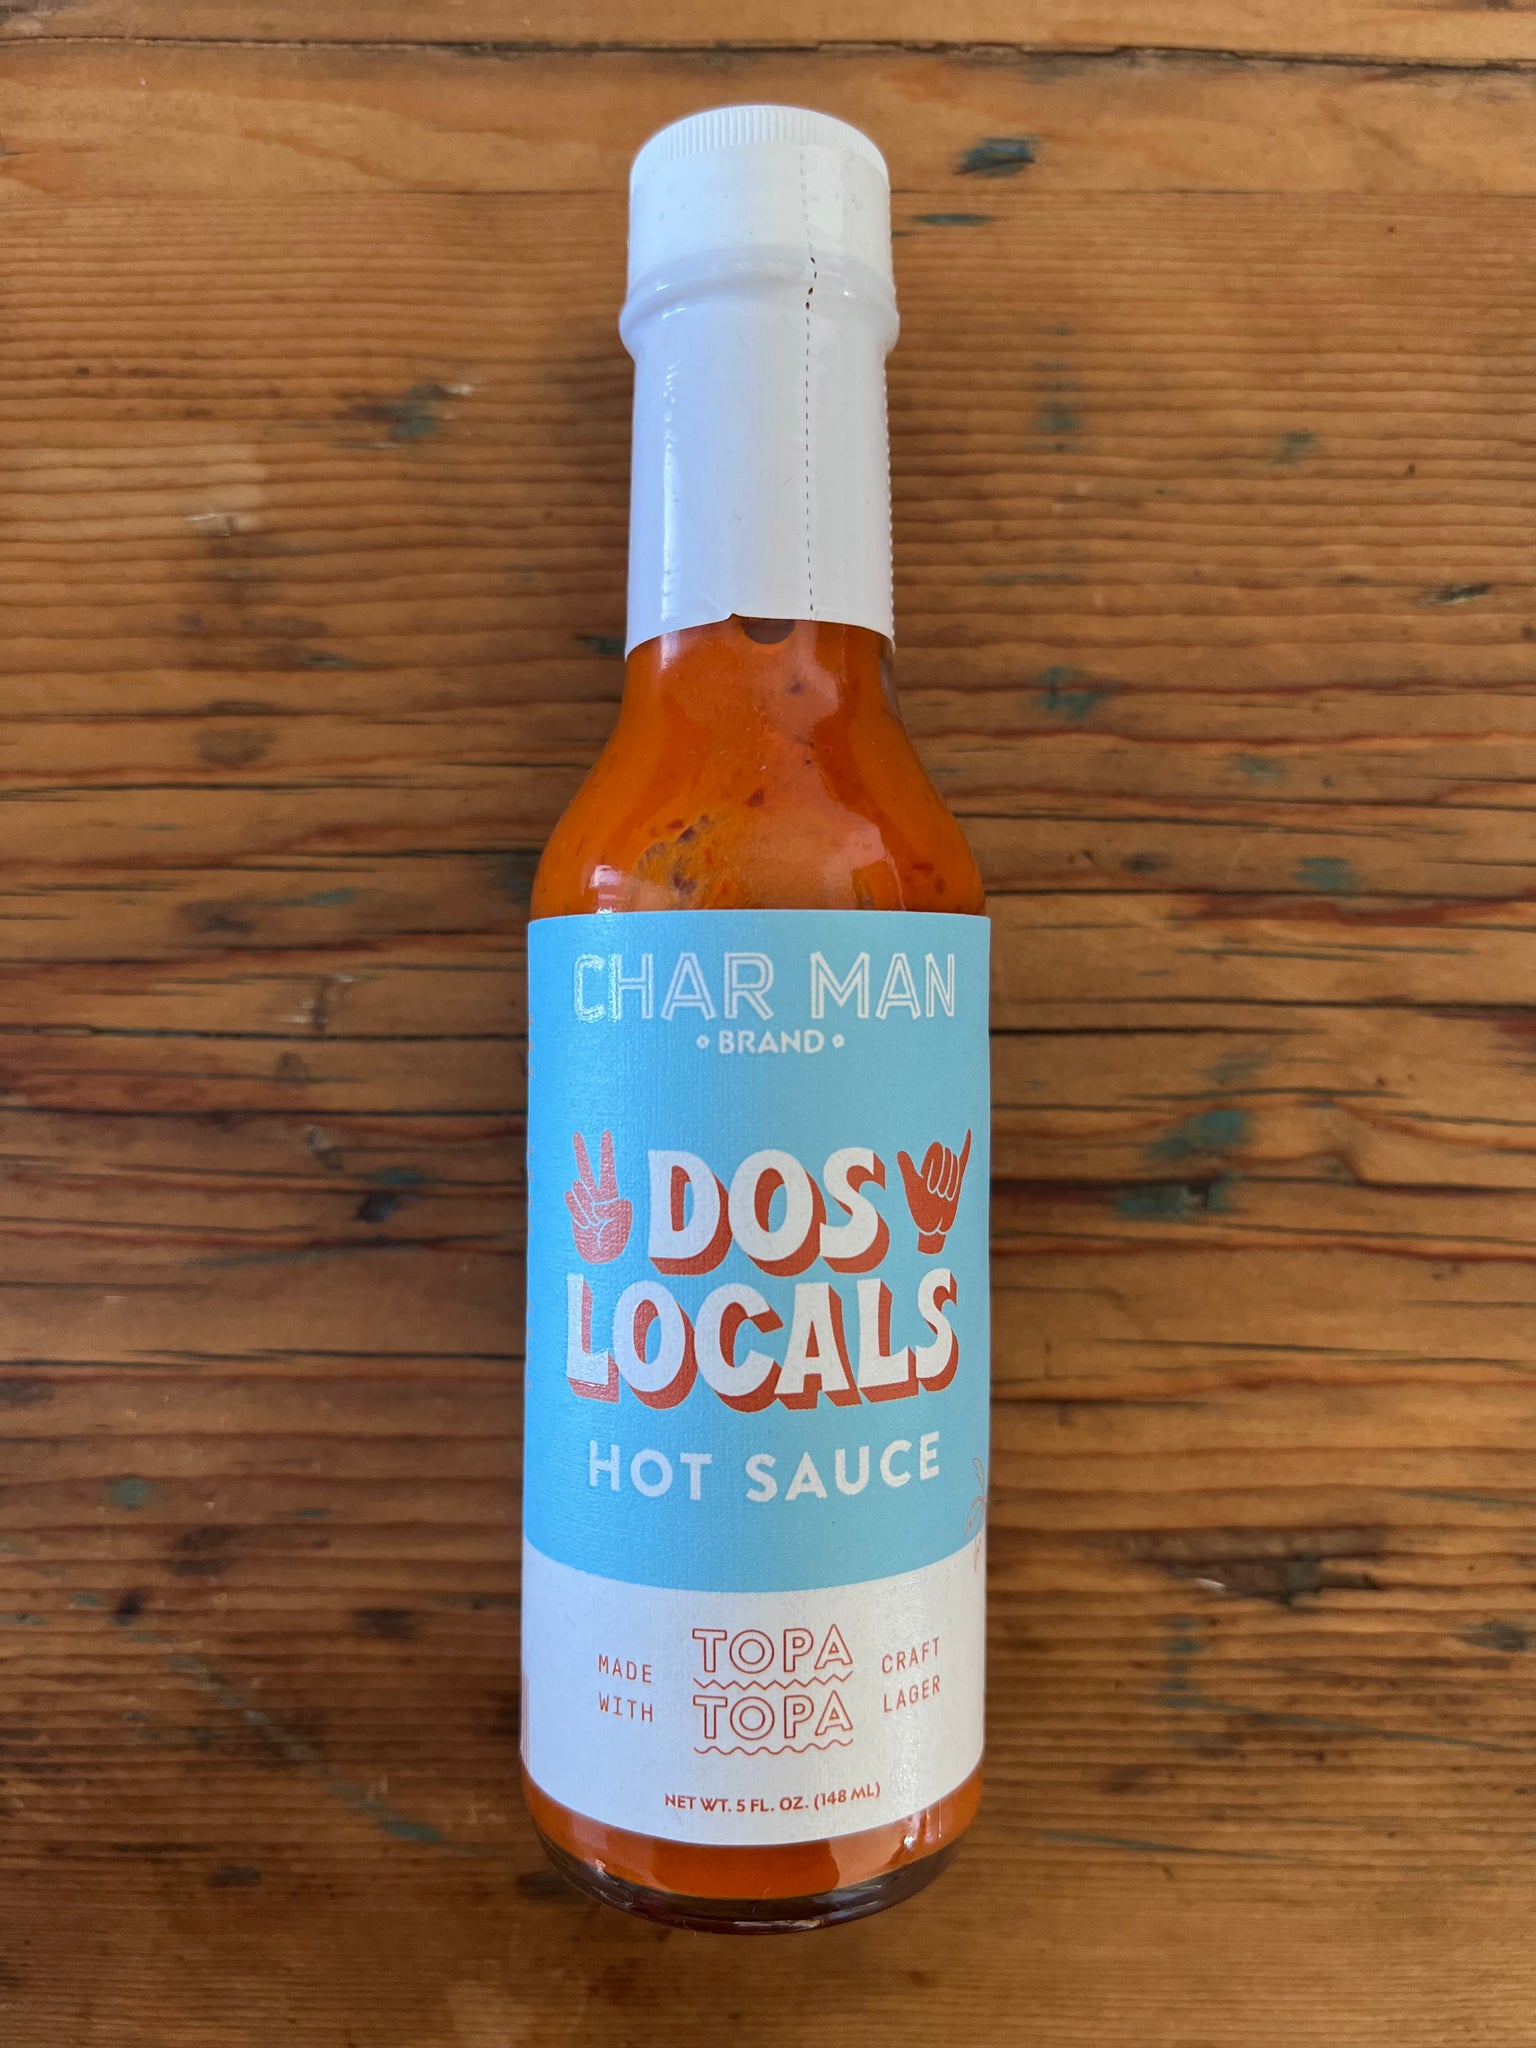 CHAR MAN
BRAND
DOS
LOCALS
HOT SAUCE
MADE WITH
TOPA
TOPA
CRAFT LAGER
NET WT. 5 FL. OZ. (148 ML)